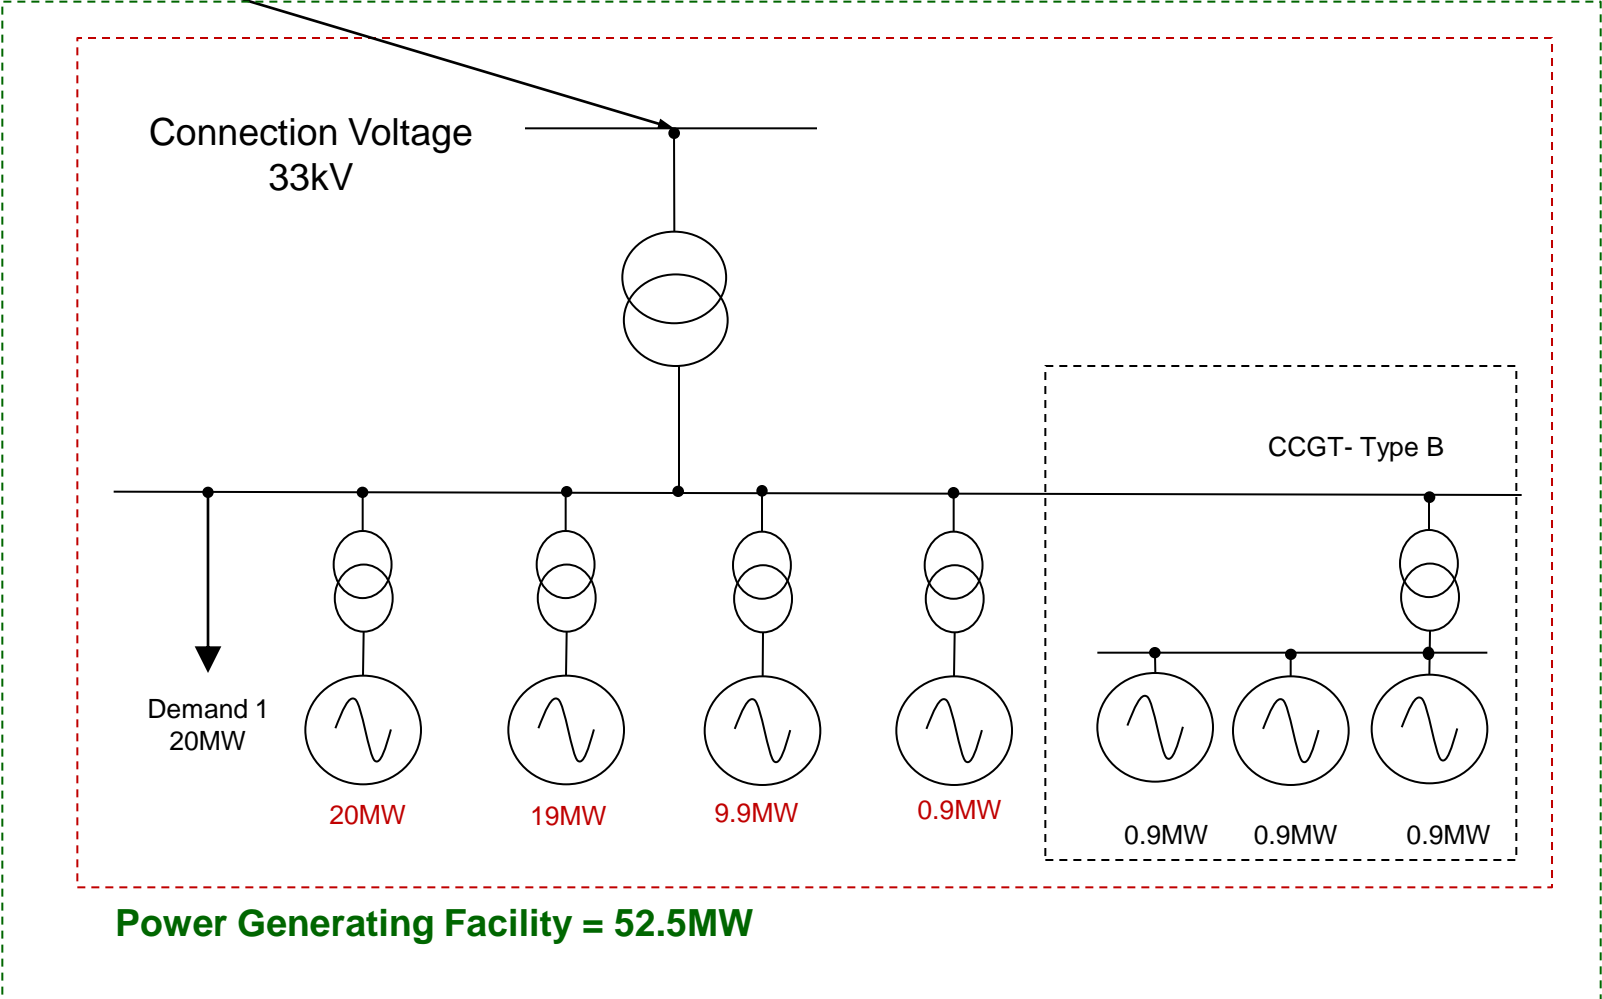 Connection Voltage
33kV
CCGT- Type B
Demand 1
20MW
20MW
19MW
9.9MW
0.9MW
0.9MW
0.9MW
0.9MW
Power Generating Facility = 52.5MW